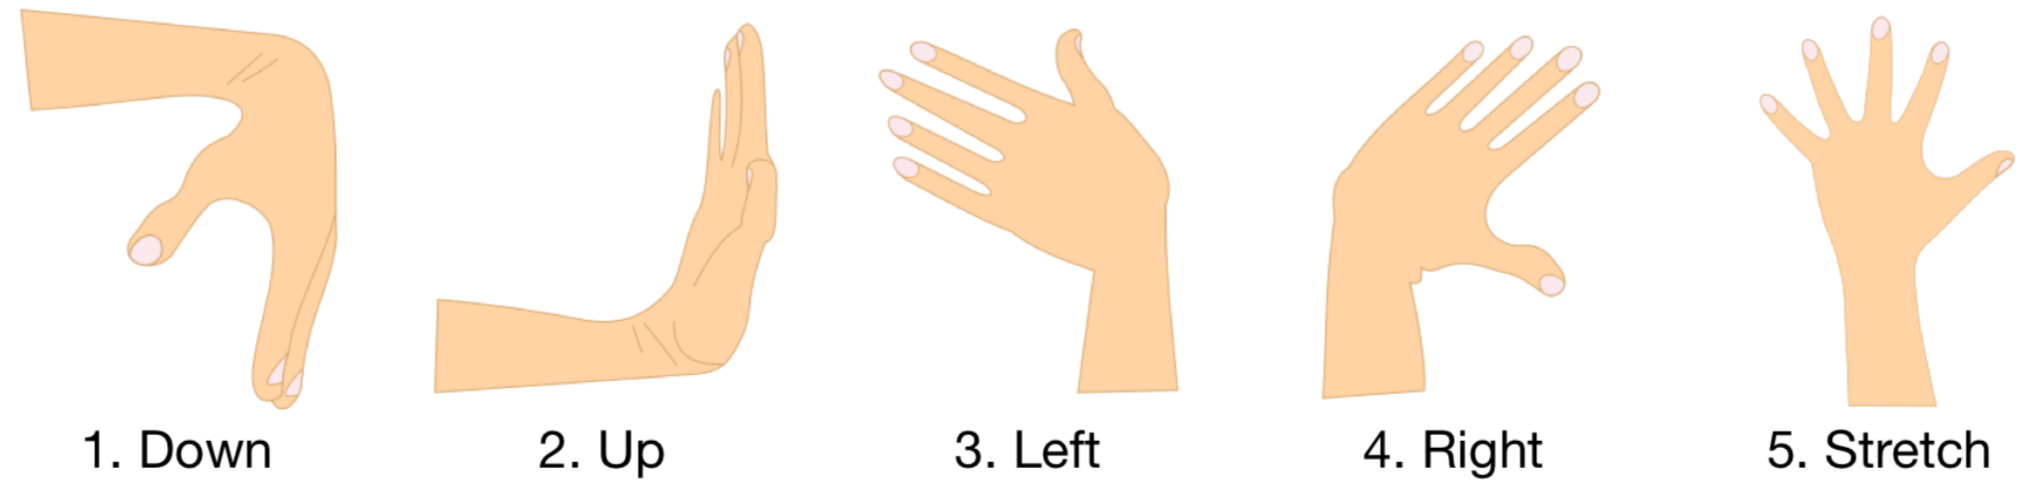 1. Down
2. Up
3. Left
4. Right
5. Stretch